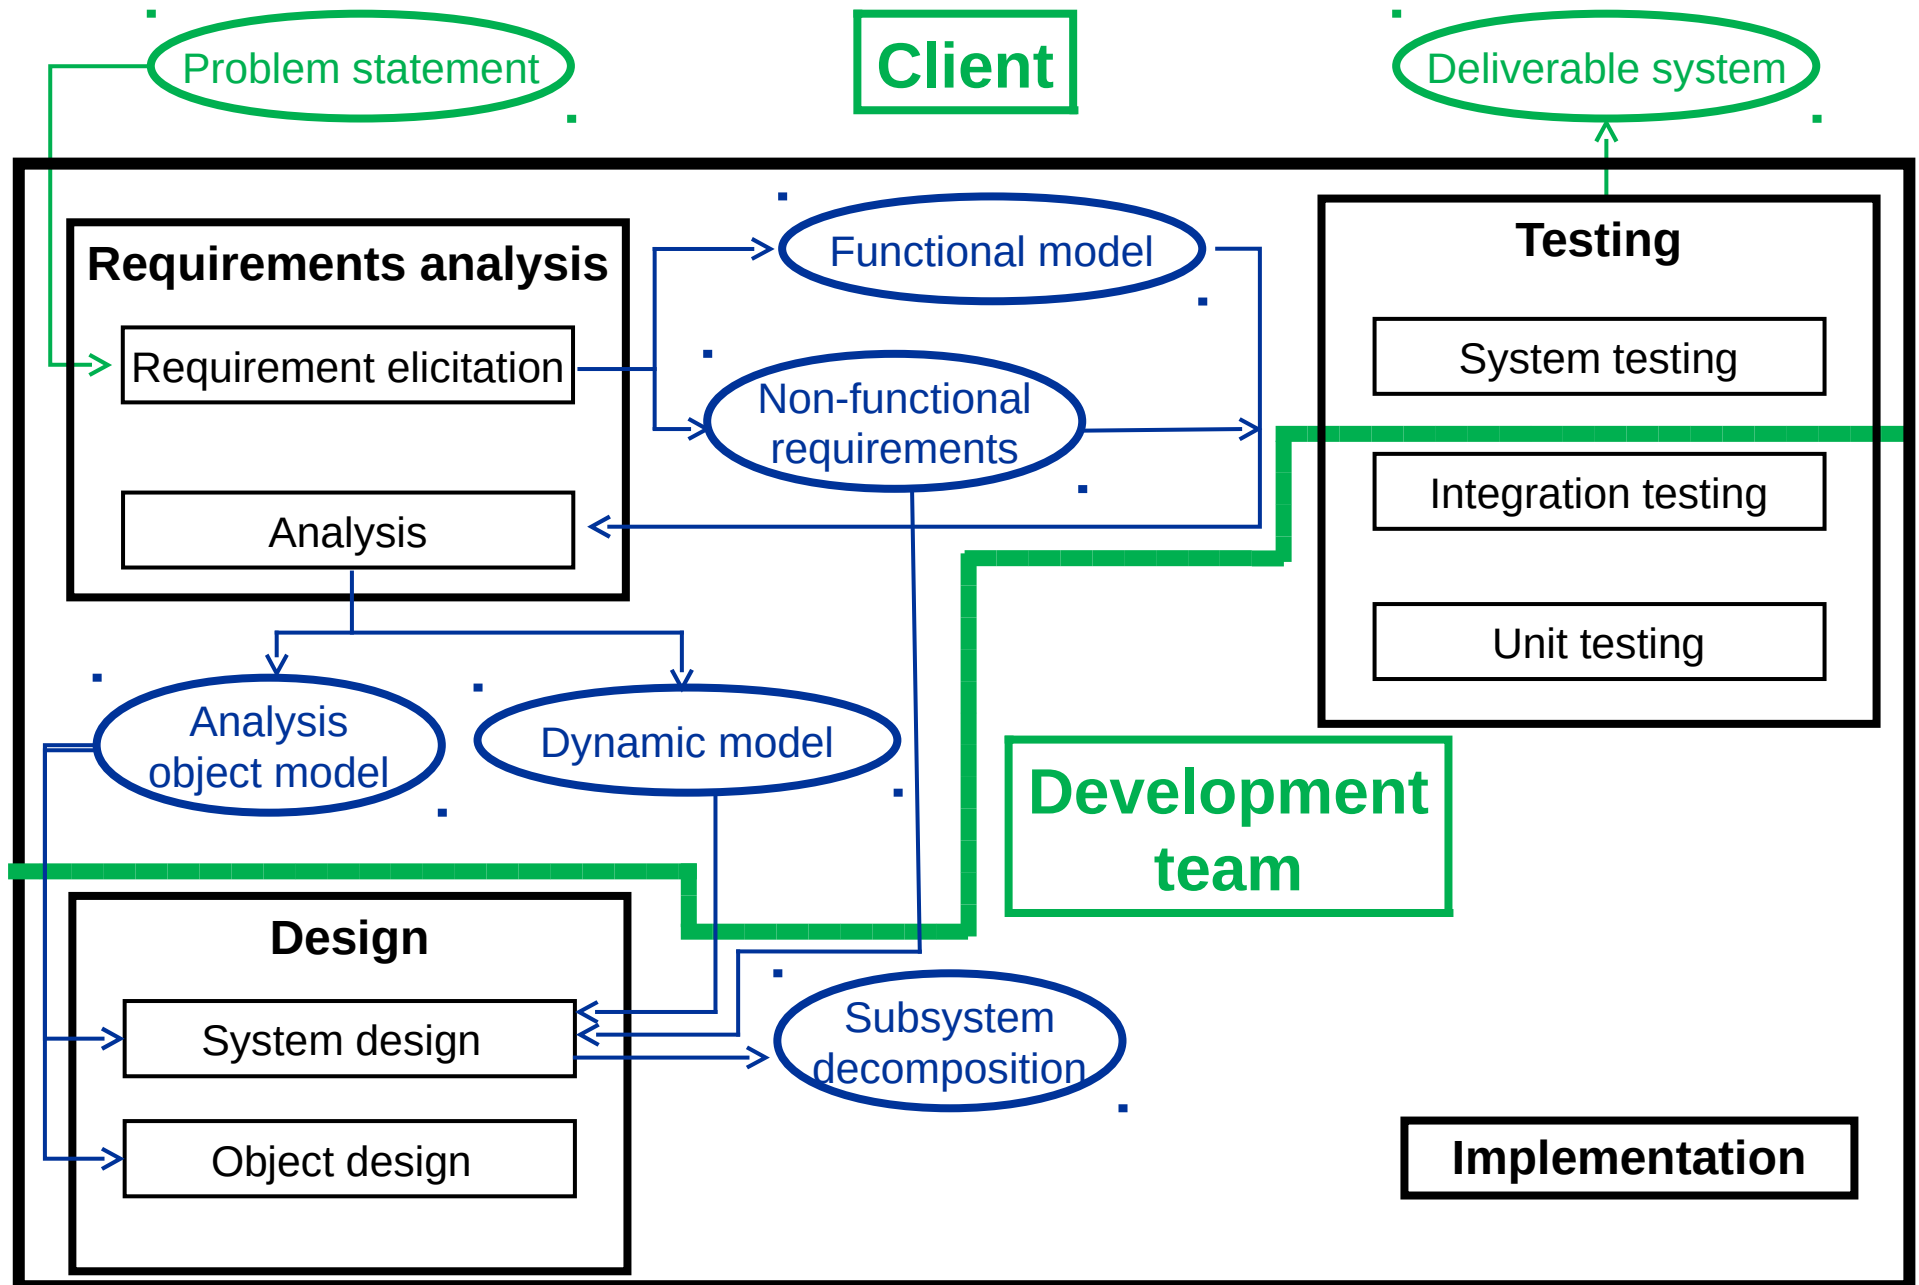 Problem statement
Client
Deliverable system
Requirements analysis
Requirement elicitation
Analysis
Functional model
Non-functional
requirements
Testing
System testing
Integration testing
Unit testing
Analysis
object model
Dynamic model
Development
team
Design
System design
Object design
Subsystem
decomposition
Implementation